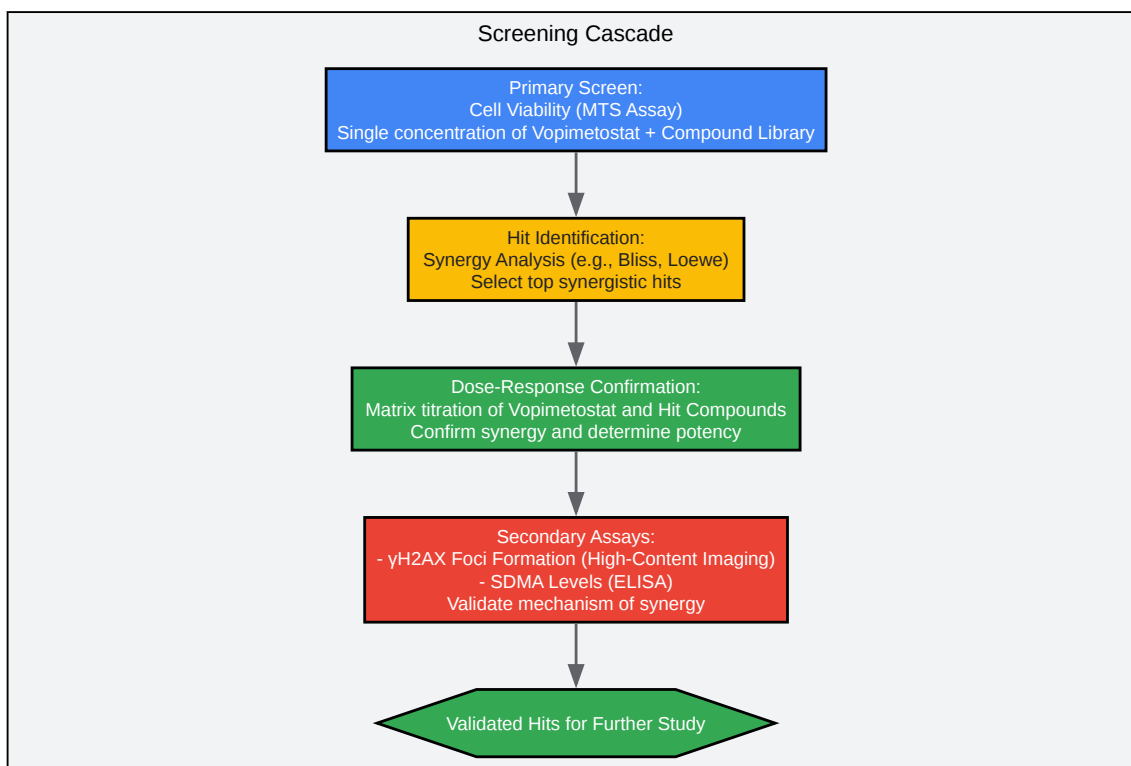 Screening Cascade
Primary Screen:
Cell Viability (MTS Assay)
Single concentration of Vopimetostat + Compound Library
Hit Identification:
Synergy Analysis (e.g., Bliss, Loewe)
Select top synergistic hits
Dose-Response Confirmation:
Matrix titration of Vopimetostat and Hit Compounds
Confirm synergy and determine potency
Secondary Assays:
- γH2AX Foci Formation (High-Content Imaging)
- SDMA Levels (ELISA)
Validate mechanism of synergy
Validated Hits for Further Study